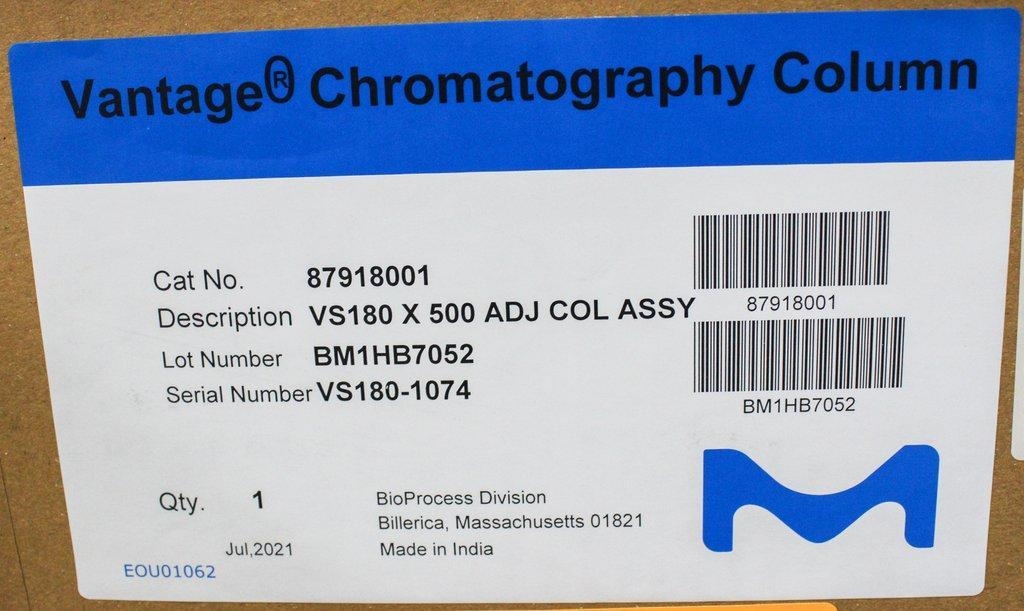 Vantage® Chromatography Column
Cat No. 87918001
Description VS180 X 500 ADJ COL ASSY
Lot Number BM1HB7052
Serial Number VS180-1074
87918001
BM1HB7052
Qty. 1
Jul,2021
EOU01062
BioProcess Division
Billerica, Massachusetts 01821
Made in India
M